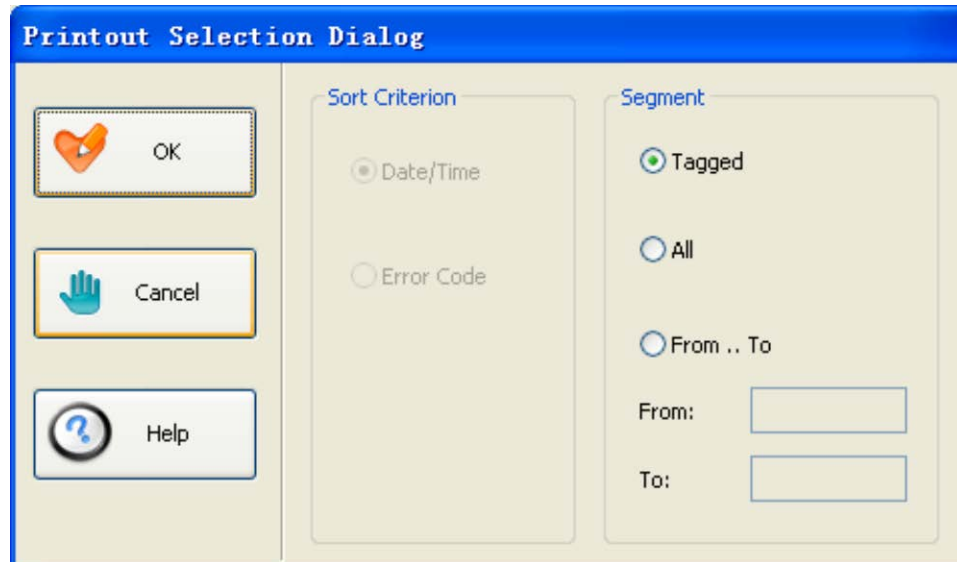 Printout Selection Dialog
OK
Cancel
Help
Sort Criterion
Date/Time
Error Code
Segment
Tagged
All
From .. To
From:
To: